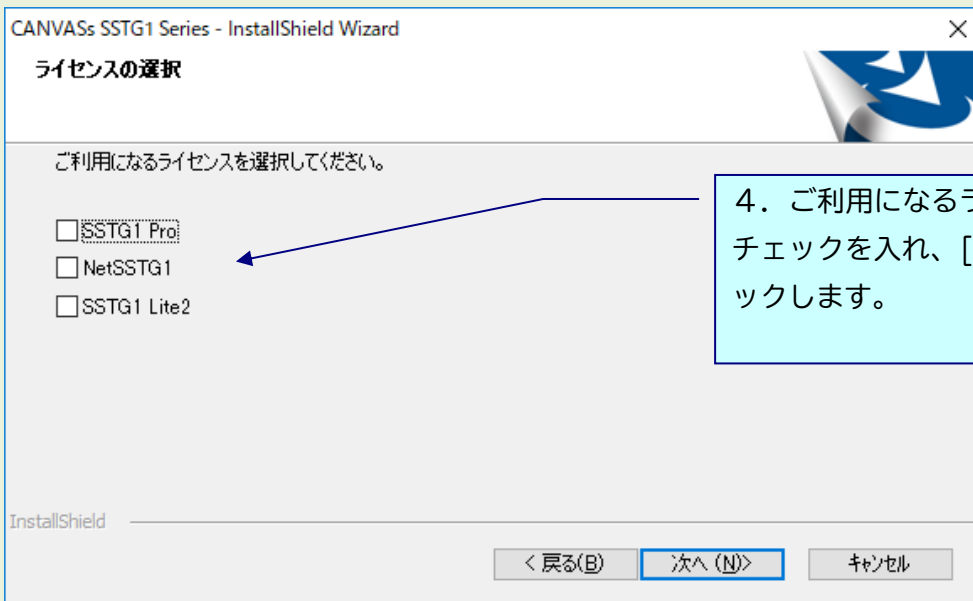 CANVASs SSTG1 Series - InstallShield Wizard
ライセンスの選択
ご利用になるライセンスを選択してください。
４．ご利用になるラ
チェックを入れ、[
ックします。
SSTG1 Pro
NetSSTG1
SSTG1 Lite2
InstallShield
< 戻る(B)
次へ (N)>
キャンセル